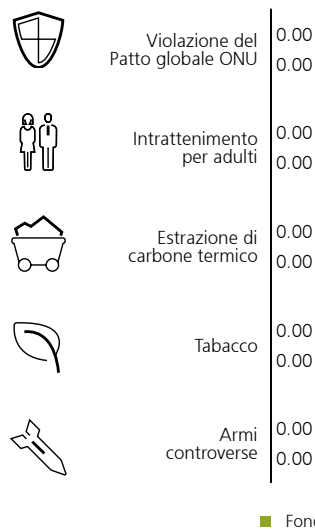 Violazione del
Patto globale ONU
0.00
0.00
Intrattenimento
per adulti
0.00
0.00
Estrazione di
carbone termico
0.00
0.00
Tabacco
0.00
0.00
Armi
controverse
0.00
0.00